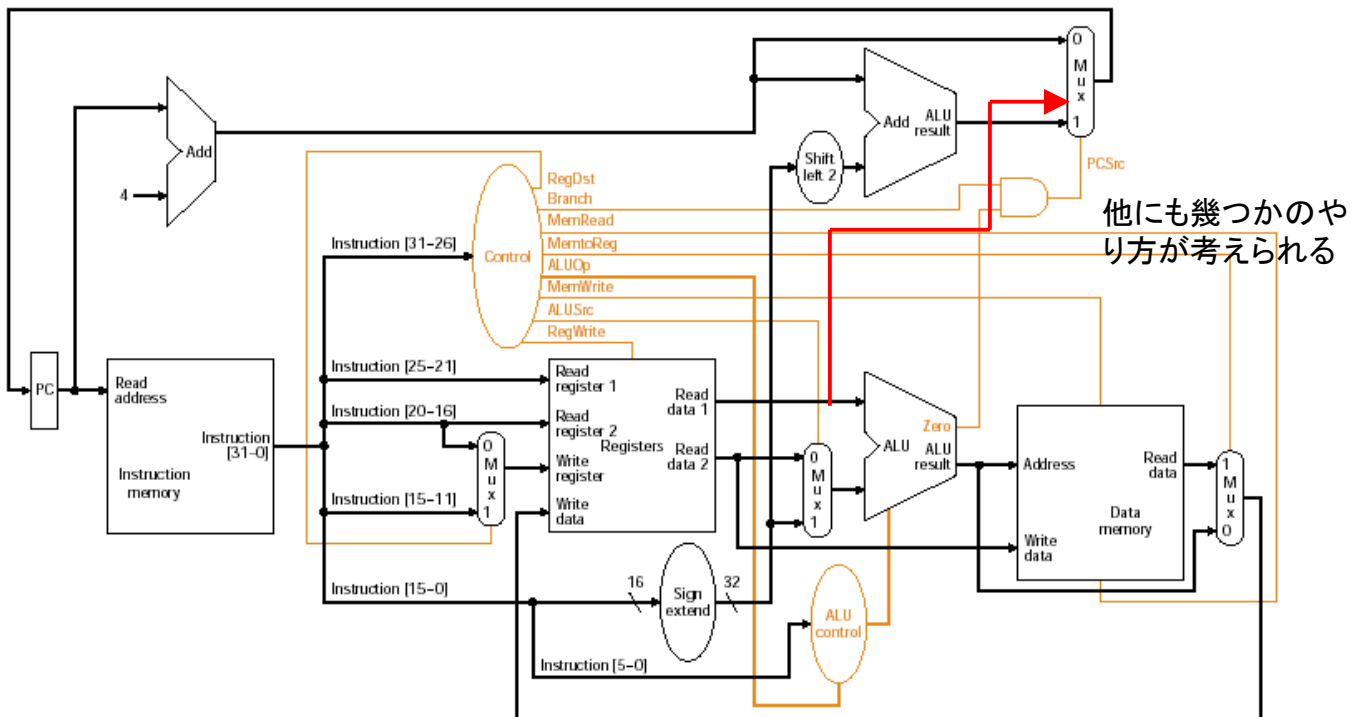 0
M
u
x
1
Add
4
Add
ALU
result
Shift
left 2
PCSrc
RegDst
Branch
MemRead
MemtoReg
ALUOp
MemWrite
ALUSrc
RegWrite
Control
他にも幾つかのや
り方が考えられる
Instruction [31–26]
Instruction [25–21]
Instruction [20–16]
Instruction [15–11]
Instruction [15–0]
Instruction [5–0]
PC
Read
address
Instruction
[31–0]
Instruction
memory
0
M
u
x
1
Read
register 1
Read
register 2
Write
register
Write
data
Registers
Read
data 1
Read
data 2
0
M
u
x
1
Zero
ALU
ALU
result
Address
Write
data
Read
data
Data
memory
1
M
u
x
0
16
Sign
extend
32
ALU
control